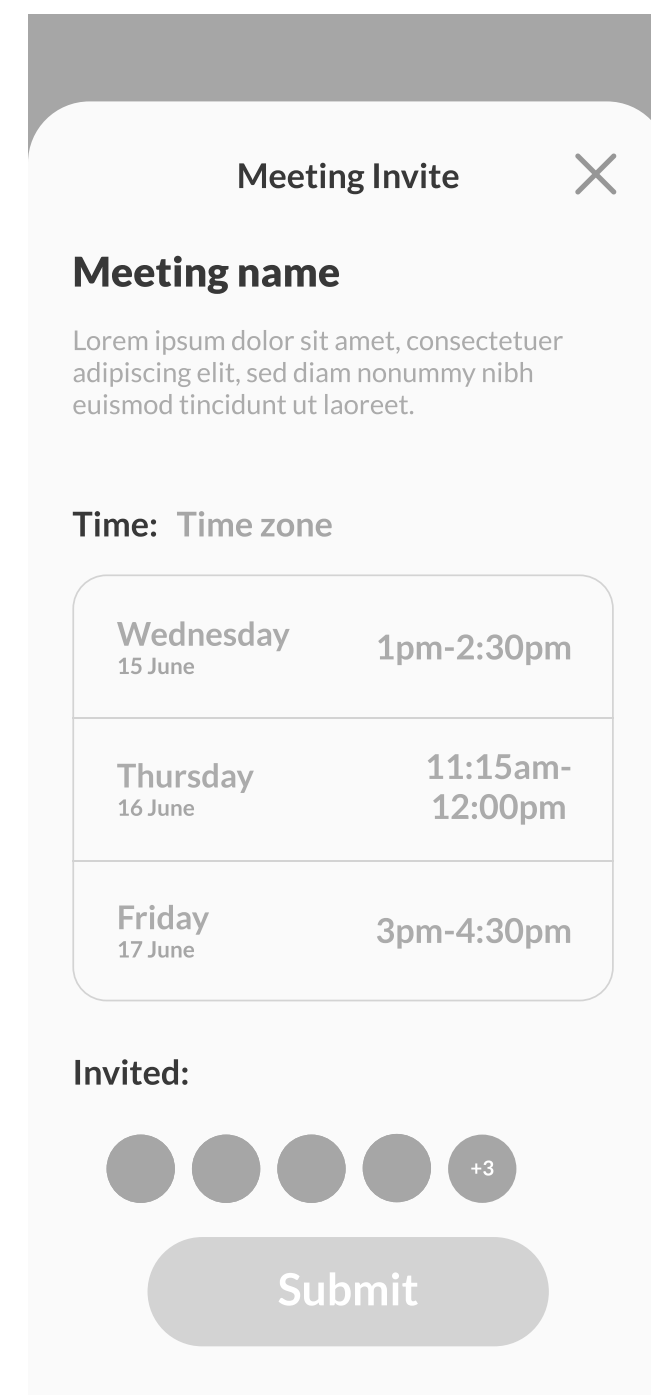 Meeting Invite
Meeting name
Lorem ipsum dolor sit amet, consectetuer
adipiscing elit, sed diam nonummy nibh
euismod tincidunt ut laoreet.
Time: Time zone
Wednesday
15 June
1pm-2:30pm
Thursday
16 June
11:15am-
12:00pm
Friday
17 June
3pm-4:30pm
Invited:
+3
Submit